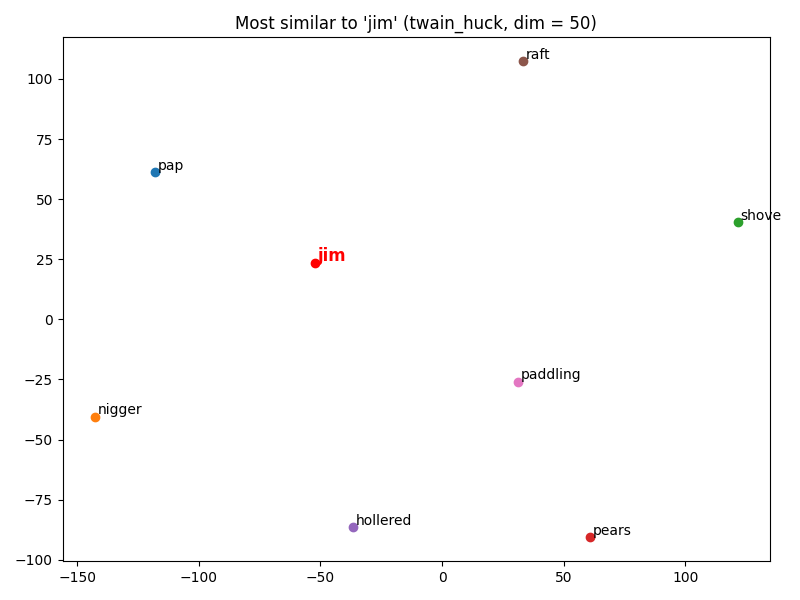 Most similar to 'jim' (twain_huck, dim = 50)
raft
100
pap
75
50
shove
jim
25
0
paddling
−25
nigger
−50
−75
hollered
pears
−100
−150 −100 −50 0 50 100